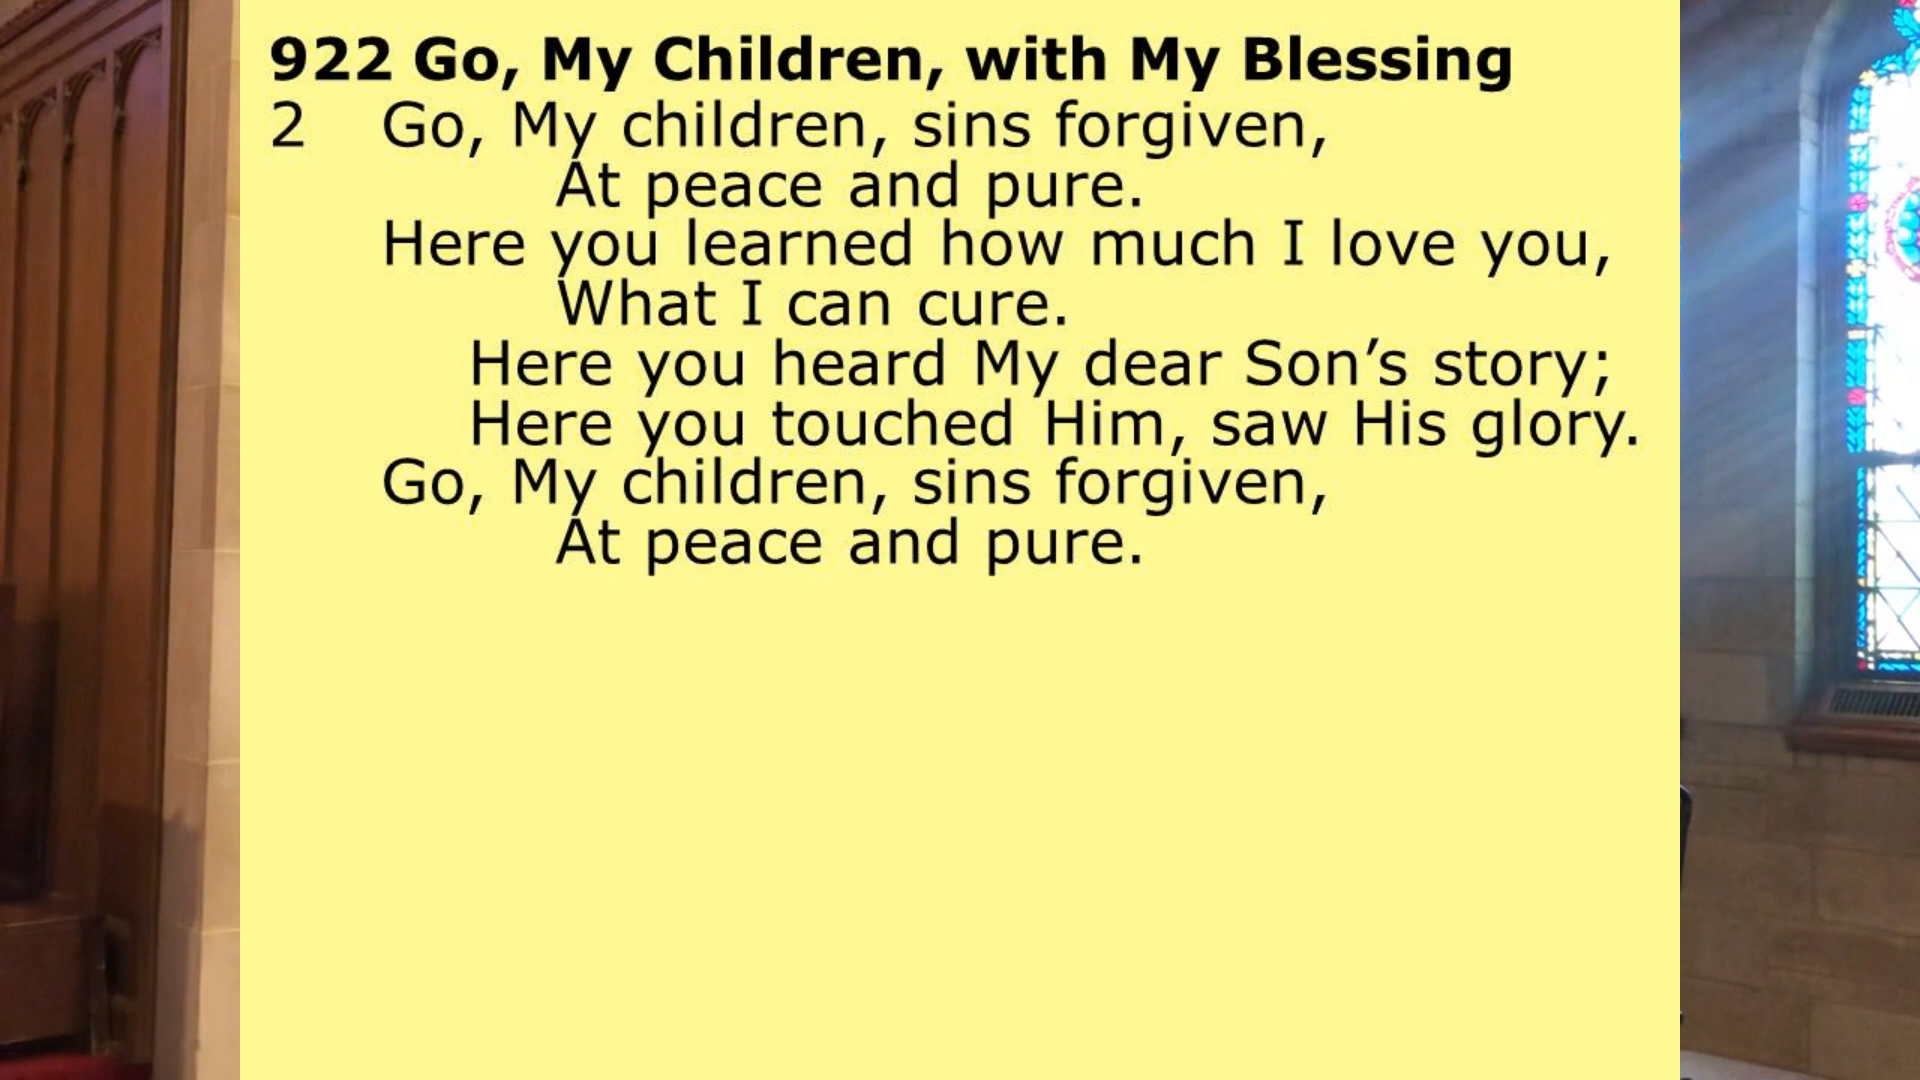 922 Go, My Children, with My Blessing
2 Go, My children, sins forgiven,
At peace and pure.
Here you learned how much I love you,
What I can cure.
Here you heard My dear Son’s story;
Here you touched Him, saw His glory.
Go, My children, sins forgiven,
At peace and pure.